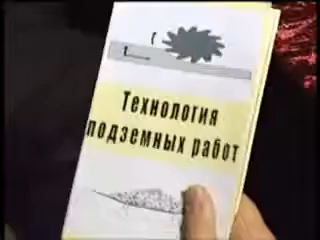 Технология
подземных работ